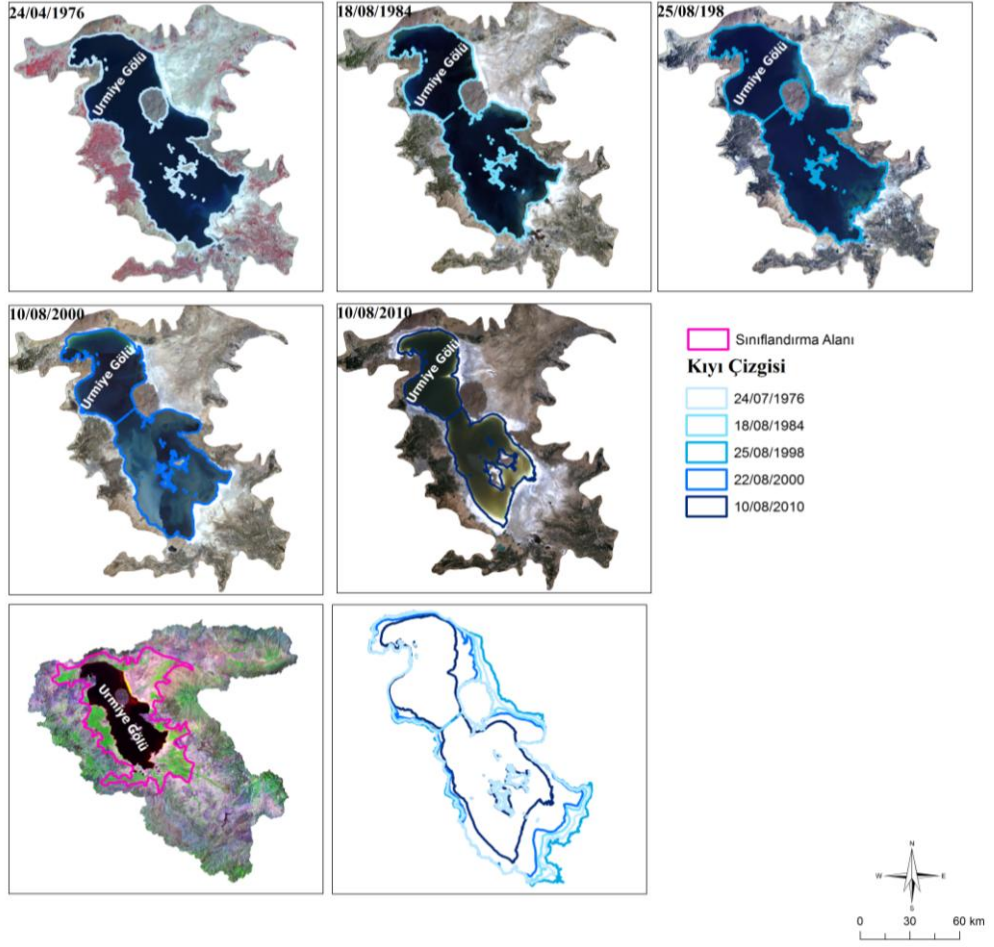 24/04/1976
Urmiye Gölü
18/08/1984
Urmiye Gölü
25/08/198
Urmiye Gölü
10/08/2000
Urmiye Gölü
10/08/2010
Urmiye Gölü
Sınıflandırma Alanı
Kıyı Çizgisi
24/07/1976
18/08/1984
25/08/1998
22/08/2000
10/08/2010
Urmiye Gölü
N
W
E
S
0 30 60 km